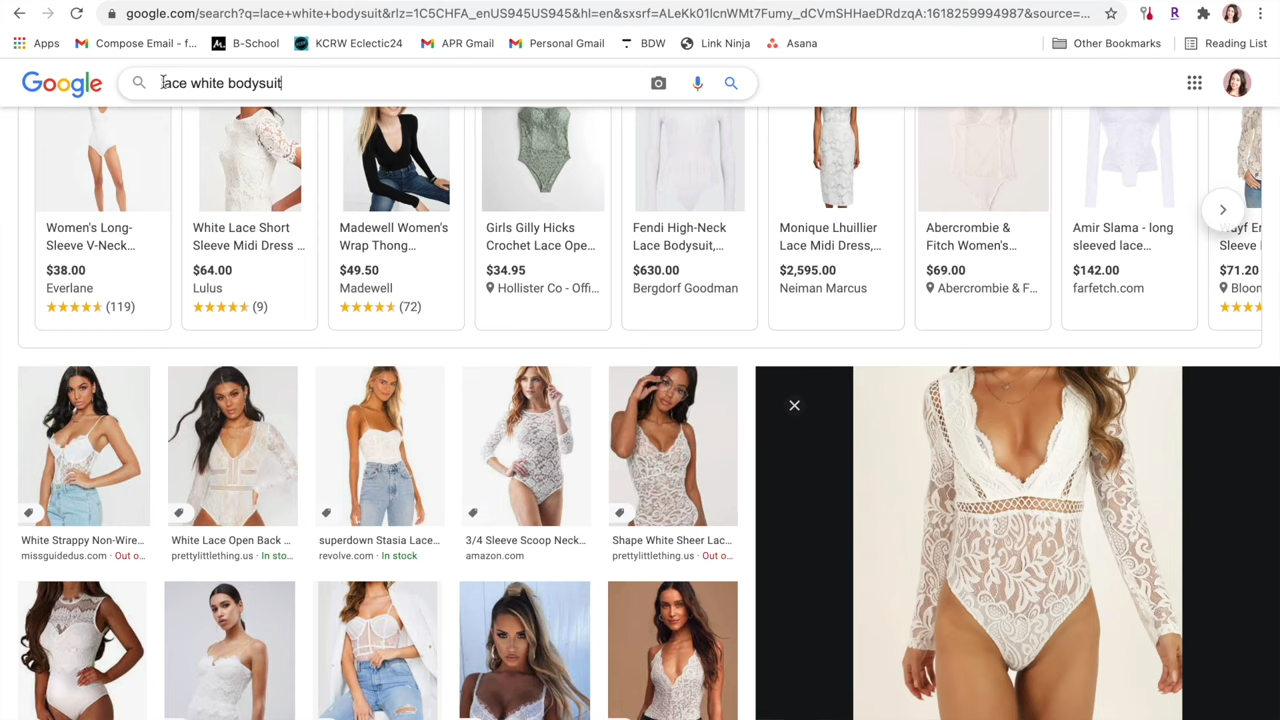 google.com/search?q=lace+white+bodysuit&rlz=1C5CHFA_enUS945US945&hl=en&sxsrf=ALeKk01lcnWMt7Fumy_dCVmSHHaeDRdzqA:1618259994987&source=...
R
Apps
Compose Email - f...
B-School
KCRW Eclectic24
APR Gmail
Personal Gmail
BDW
Link Ninja
Asana
Other Bookmarks
Reading List
Google
lace white bodysuit
Women's Long-
Sleeve V-Neck...
$38.00
Everlane
(119)
White Lace Short
Sleeve Midi Dress ...
$64.00
Lulus
(9)
Madewell Women's
Wrap Thong...
$49.50
Madewell
(72)
Girls Gilly Hicks
Crochet Lace Ope...
$34.95
Hollister Co - Offi...
Fendi High-Neck
Lace Bodysuit,...
$630.00
Bergdorf Goodman
Monique Lhuillier
Lace Midi Dress,...
$2,595.00
Neiman Marcus
Abercrombie &
Fitch Women's...
$69.00
Abercrombie & F...
Amir Slama - long
sleeved lace...
$142.00
farfetch.com
Wayf En
Sleeve
$71.20
Bloon
White Strappy Non-Wire...
missguidedus.com · Out o...
White Lace Open Back ...
prettylittlething.us · In sto...
superdown Stasia Lace...
revolve.com · In stock
3/4 Sleeve Scoop Neck...
amazon.com
Shape White Sheer Lac...
prettylittlething.us · Out o...